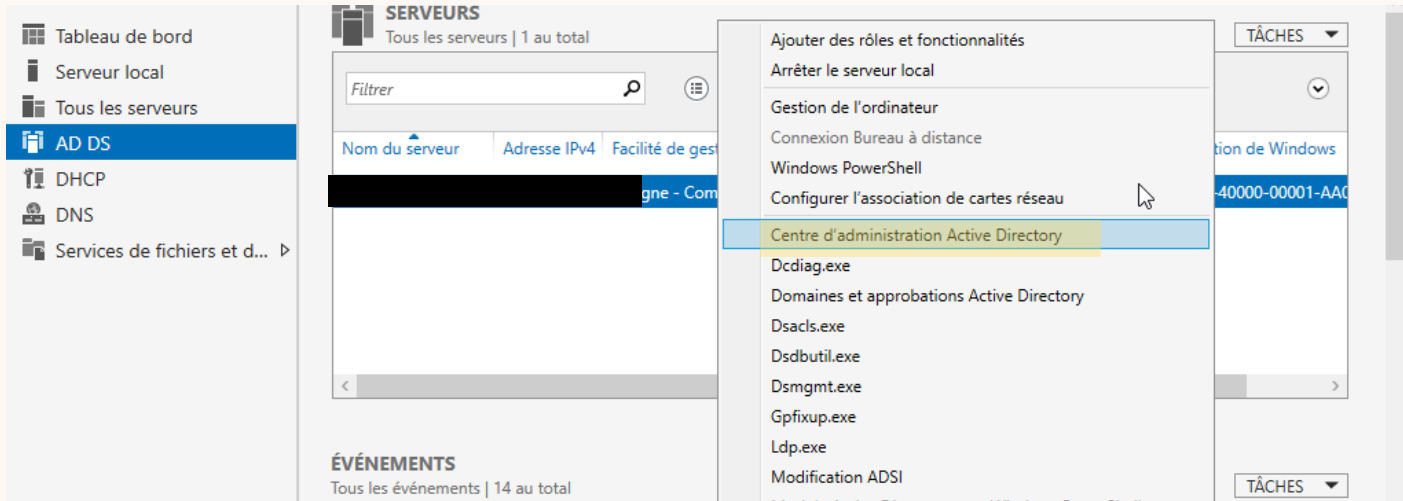 Tableau de bord
Serveur local
Tous les serveurs
AD DS
DHCP
DNS
Services de fichiers et d...
SERVEURS
Tous les serveurs | 1 au total
TÂCHES
Filtrer
Nom du serveur Adresse IPv4 Facilité de gest tion de Windows
gne - Com -40000-00001-AA
Ajouter des rôles et fonctionnalités
Arrêter le serveur local
Gestion de l'ordinateur
Connexion Bureau à distance
Windows PowerShell
Configurer l'association de cartes réseau
Centre d'administration Active Directory
Dcdiag.exe
Domaines et approbations Active Directory
Dsacls.exe
Dsdbutil.exe
Dsmgmt.exe
Gpfixup.exe
Ldp.exe
Modification ADSI
ÉVÉNEMENTS
Tous les événements | 14 au total
TÂCHES